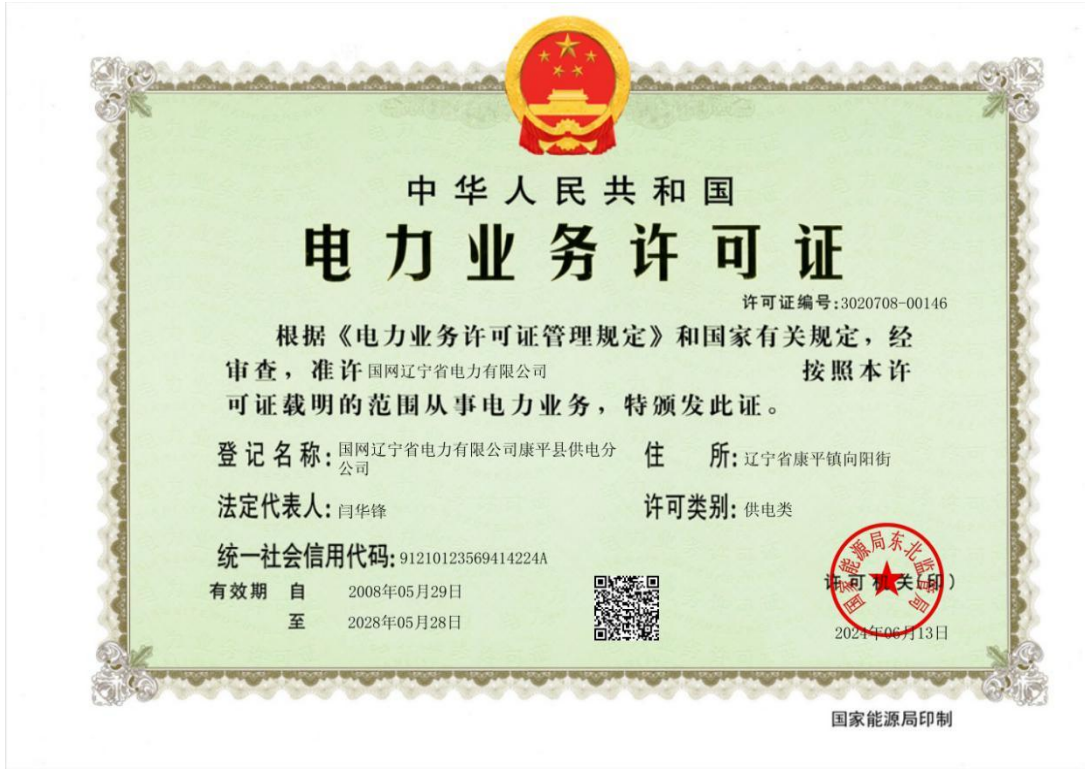 中华人民共和国
电力业务许可证
许可证编号:3020708-00146
根据《电力业务许可证管理规定》和国家有关规定，经
审查，准许国网辽宁省电力有限公司 按照本许
可证载明的范围从事电力业务，特颁发此证。
登记名称:国网辽宁省电力有限公司康平县供电分
公司
住 所:辽宁省康平镇向阳街
法定代表人:闫华锋
许可类别:供电类
统一社会信用代码:91210123569414224A
有效期 自 2008年05月29日
至 2028年05月28日
国家能源局东北监管局
许可机关(印)
2024年06月13日
国家能源局印制